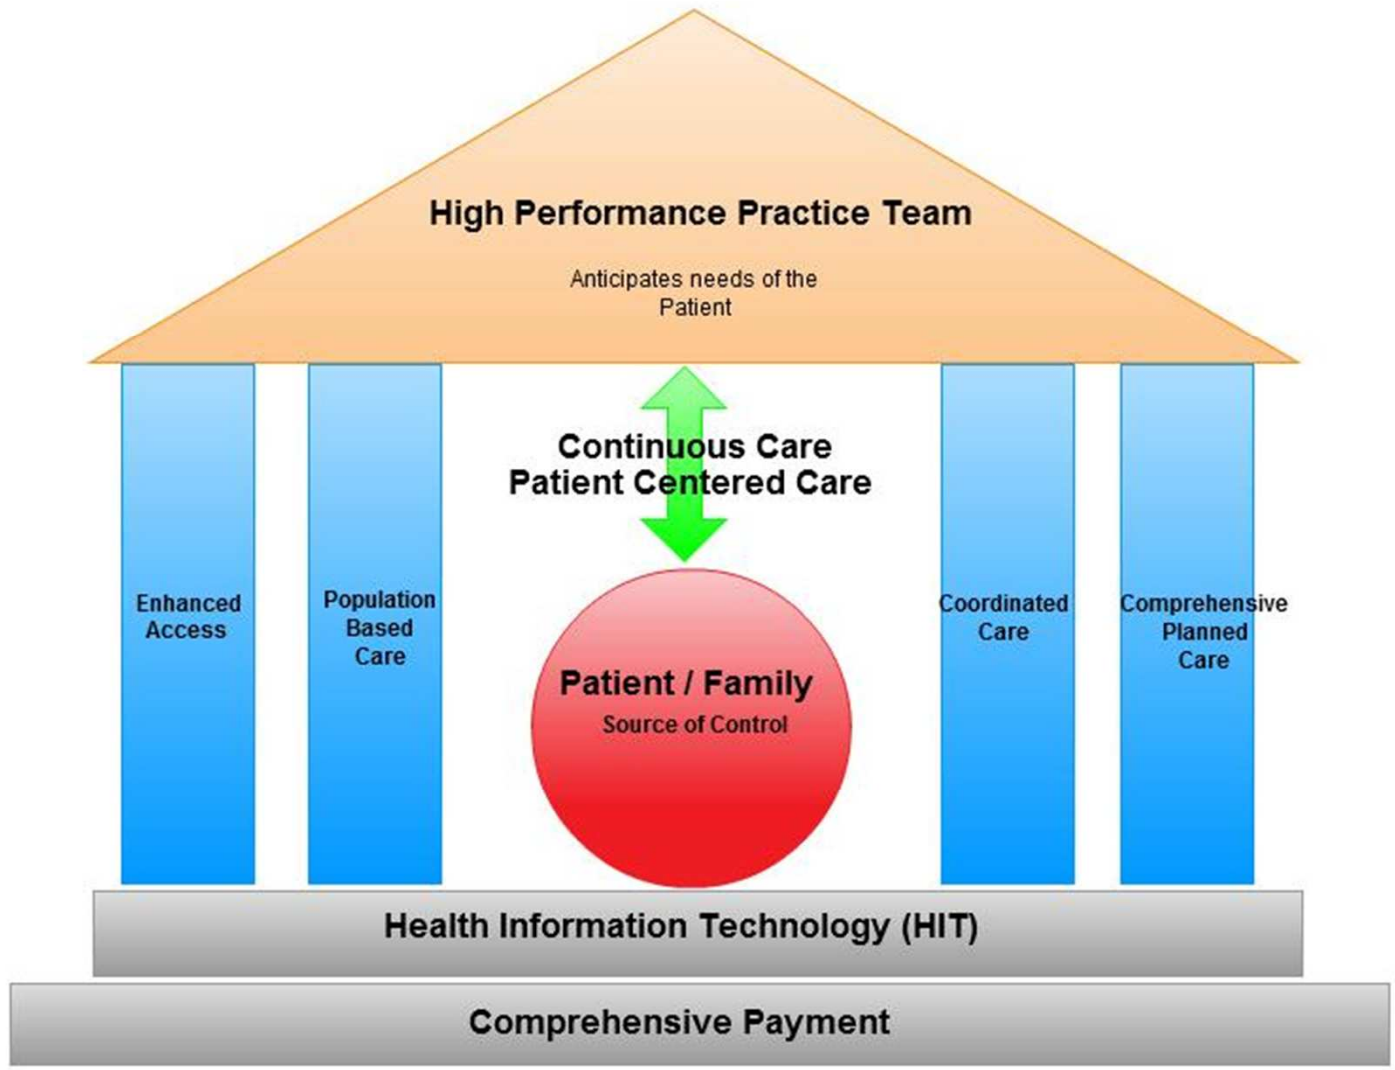 High Performance Practice Team
Anticipates needs of the
Patient
Continuous Care
Patient Centered Care
Enhanced
Access
Population
Based
Care
Patient / Family
Source of Control
Coordinated
Care
Comprehensive
Planned
Care
Health Information Technology (HIT)
Comprehensive Payment